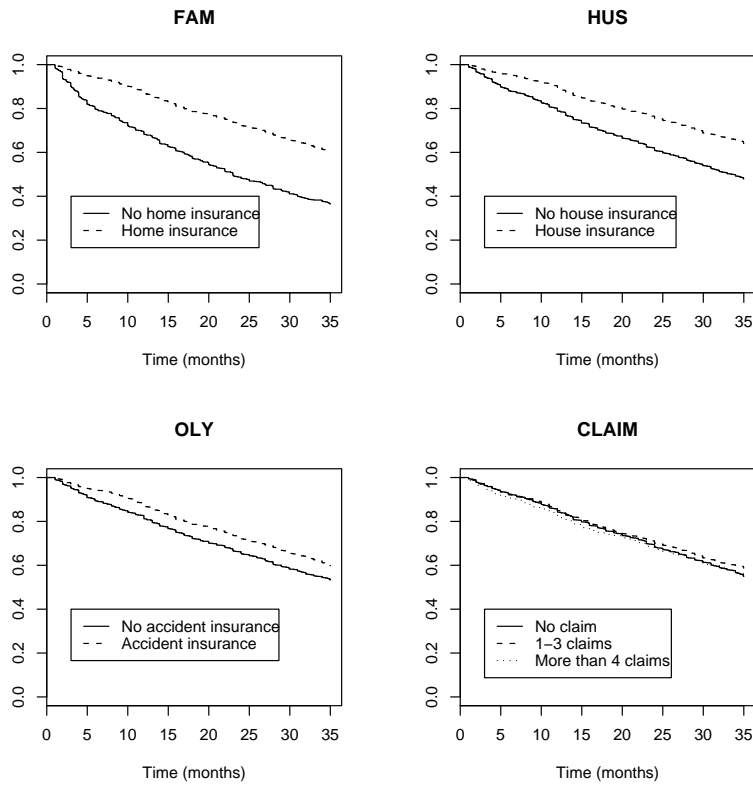 FAM
1.0
0.8
0.6
0.4
0.2
0.0
No home insurance
Home insurance
0 5 10 15 20 25 30 35
Time (months)
HUS
1.0
0.8
0.6
0.4
0.2
0.0
No house insurance
House insurance
0 5 10 15 20 25 30 35
Time (months)
OLY
1.0
0.8
0.6
0.4
0.2
0.0
No accident insurance
Accident insurance
0 5 10 15 20 25 30 35
Time (months)
CLAIM
1.0
0.8
0.6
0.4
0.2
0.0
No claim
1−3 claims
More than 4 claims
0 5 10 15 20 25 30 35
Time (months)